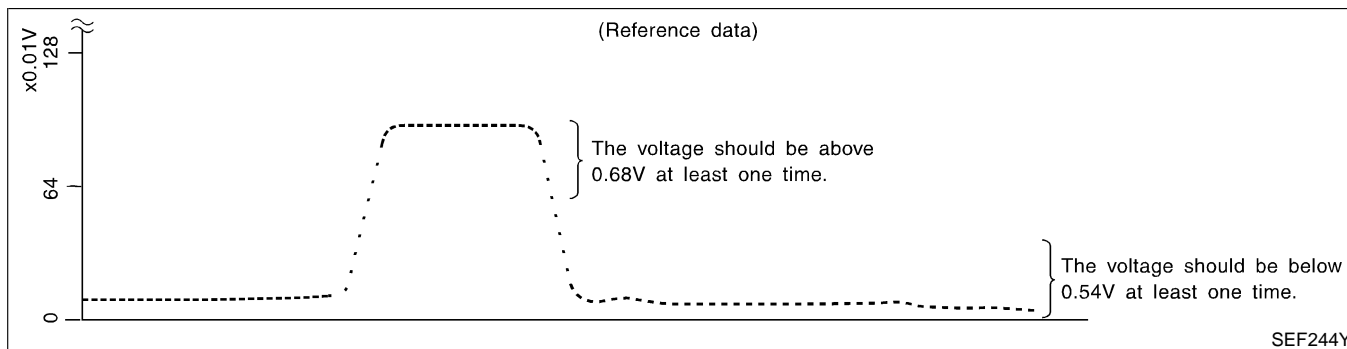 (Reference data)
x0.01V
128
64
0
The voltage should be above
0.68V at least one time.
The voltage should be below
0.54V at least one time.
SEF244Y